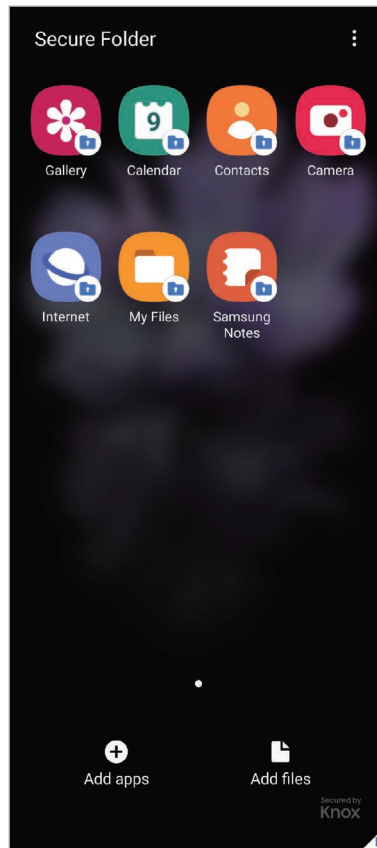 Secure Folder
9
Gallery Calendar Contacts Camera
Internet My Files Samsung
Notes
Add apps Add files
Secured by
Knox